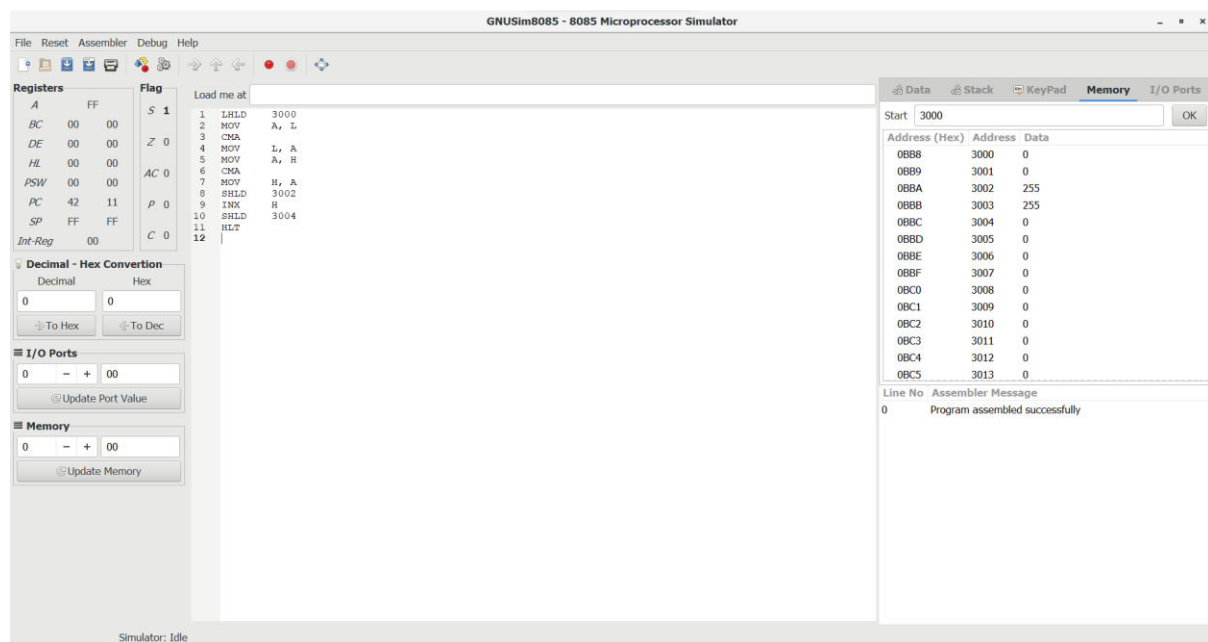 GNUSim8085 - 8085 Microprocessor Simulator
File Reset Assembler Debug Help
Registers
A FF
BC 00 00
DE 00 00
HL 00 00
PSW 00 00
PC 42 11
SP FF FF
Int-Reg 00
Flag
S 1
Z 0
AC 0
P 0
C 0
Decimal - Hex Convertion
Decimal Hex
0 0
To Hex To Dec
I/O Ports
0 - + 00
Update Port Value
Memory
0 - + 00
Update Memory
Load me at
1 LHLD 3000
2 MOV A, L
3 CMA
4 MOV L, A
5 MOV A, H
6 CMA
7 MOV H, A
8 SHLD 3002
9 INX H
10 SHLD 3004
11 HLT
12
Data Stack KeyPad Memory I/O Ports
Start 3000 OK
Address (Hex) Address Data
0BB8 3000 0
0BB9 3001 0
0BBA 3002 255
0BBB 3003 255
0BBC 3004 0
0BBD 3005 0
0BBE 3006 0
0BBF 3007 0
0BC0 3008 0
0BC1 3009 0
0BC2 3010 0
0BC3 3011 0
0BC4 3012 0
0BC5 3013 0
Line No Assembler Message
0 Program assembled successfully
Simulator: Idle